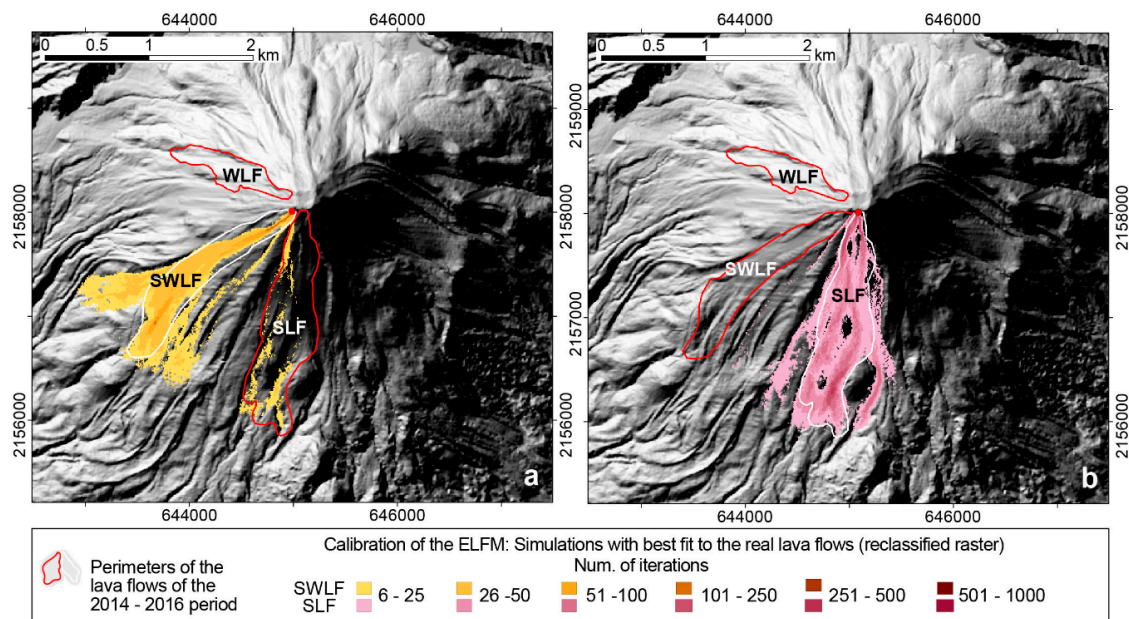 644000 646000 644000 646000
0 0.5 1 2
km
0 0.5 1 2
km
2159000
2158000
2157000
2156000
WLF
SWLF
SLF
a
2159000
2158000
2157000
2156000
WLF
SWLF
SLF
b
644000 646000 644000 646000
Perimeters of the
lava flows of the
2014 - 2016 period
Calibration of the ELFM: Simulations with best fit to the real lava flows (reclassified raster)
Num. of iterations
SWLF
SLF
6 - 25 26 -50 51 -100 101 - 250 251 - 500 501 - 1000